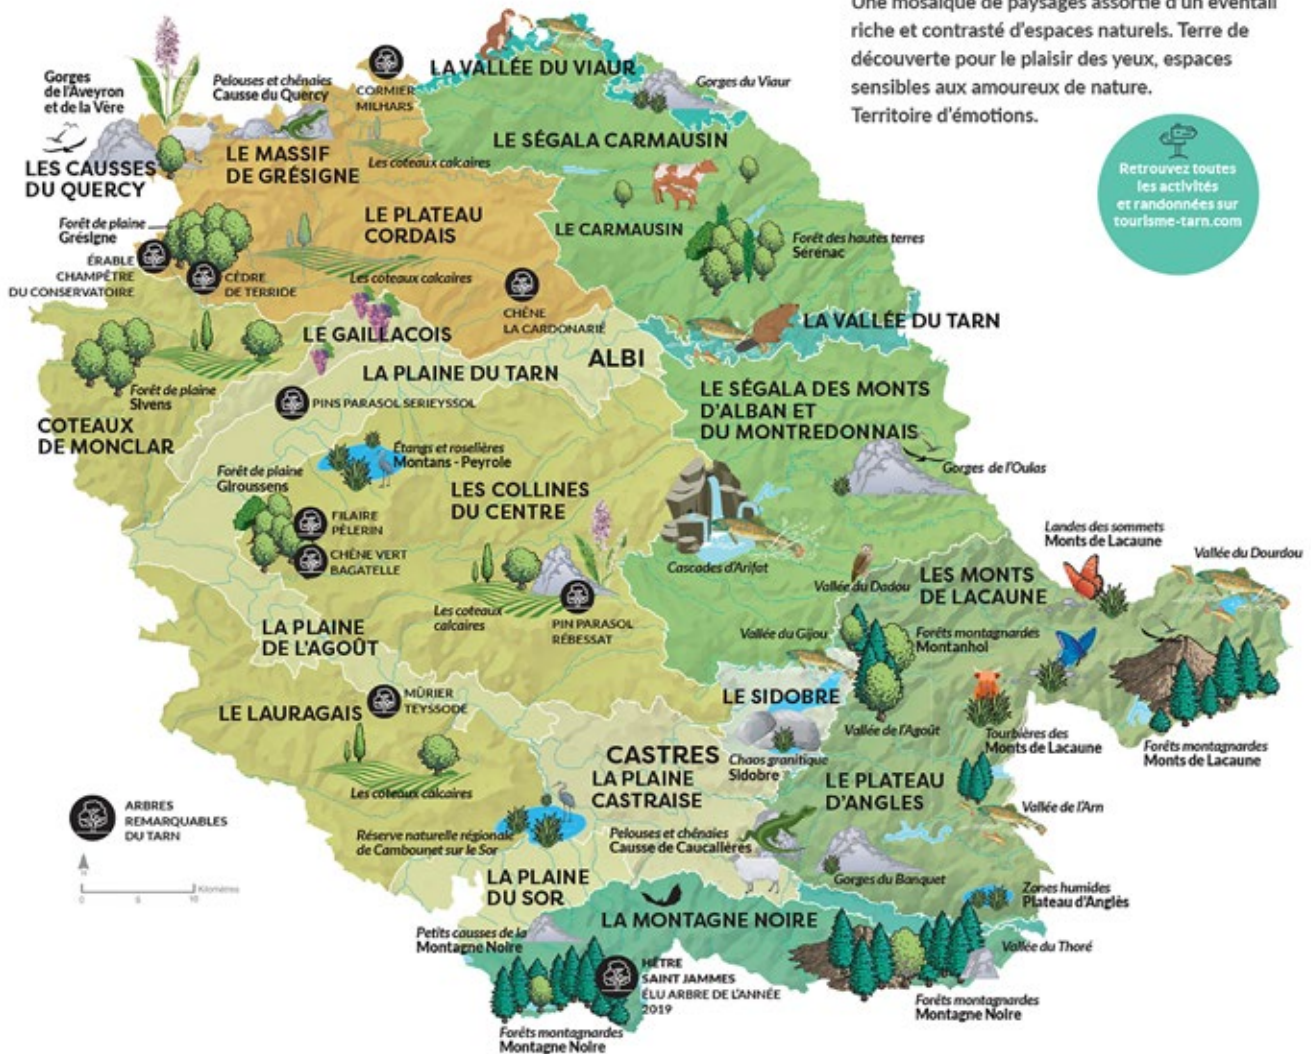 Une mosaïque de paysages assortie d'un éventail
riche et contrasté d'espaces naturels. Terre de
découverte pour le plaisir des yeux, espaces
sensibles aux amoureux de nature.
Territoire d'émotions.
Retrouvez toutes
les activités
et randonnées sur
tourisme-tarn.com
Gorges
de l'Aveyron
et de la Vère
Pelouses et chênaies
Causse du Quercy
CORMIER
MILHARS
LA VALLÉE DU VIAUR
Gorges du Viaur
LES CAUSSES
DU QUERCY
LE MASSIF
DE GRÉSIGNE
Les coteaux calcaires
LE SÉGALA CARMAUSIN
Forêt de plaine
Grésigne
LE PLATEAU
CORDAIS
LE CARMAUSIN
Forêt des hautes terres
Sérénac
ÉRABLE
CHAMPÊTRE
DU CONSERVATOIRE
CÈDRE
DE TERRIDE
Les coteaux calcaires
CHÊNE
LA CARDONARIÉ
LA VALLÉE DU TARN
LE GAILLACOIS
ALBI
LA PLAINE DU TARN
Forêt de plaine
Sivens
PINS PARASOL SERIEYSSOL
COTEAUX
DE MONCLAR
LE SÉGALA DES MONTS
D'ALBAN ET
DU MONTREDONNAIS
Gorges de l'Oulas
Étangs et roselières
Montans - Peyrole
Forêt de plaine
Giroussens
LES COLLINES
DU CENTRE
FILAIRE
PÈLERIN
CHÊNE VERT
BAGATELLE
Cascades d'Arifat
Landes des sommets
Monts de Lacaune
Vallée du Dourdou
Vallée du Dadou
LES MONTS
DE LACAUNE
Les coteaux
calcaires
PIN PARASOL
RÉBESSAT
Vallée du Gijou
Forêts montagnardes
Montanhol
LA PLAINE
DE L'AGOÛT
MÛRIER
TEYSSODE
LE LAURAGAIS
LE SIDOBRE
Vallée de l'Agoût
Tourbières des
Monts de Lacaune
Forêts montagnardes
Monts de Lacaune
CASTRES
LA PLAINE
CASTRAISE
Chaos granitique
Sidobre
LE PLATEAU
D'ANGLES
Vallée de l'Arn
Les coteaux calcaires
ARBRES
REMARQUABLES
DU TARN
Réserve naturelle régionale
de Cambounet sur le Sor
Pelouses et chênaies
Causse de Caucallères
Gorges du Banquet
N
Kilomètres
0 5 10
LA PLAINE
DU SOR
Zones humides
Plateau d'Anglès
LA MONTAGNE NOIRE
Petits causses de la
Montagne Noire
Vallée du Thoré
HÊTRE
SAINT JAMMES
ÉLU ARBRE DE L'ANNÉE
2019
Forêts montagnardes
Montagne Noire
Forêts montagnardes
Montagne Noire